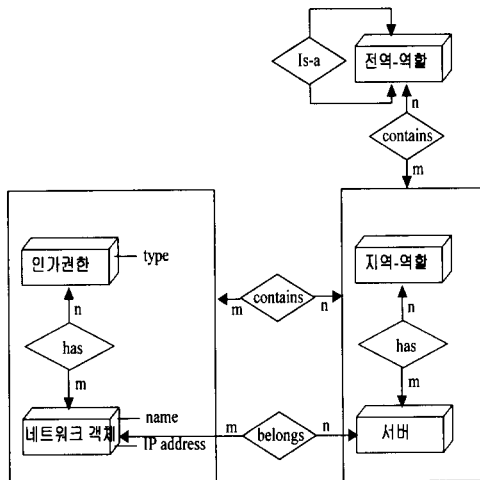 Is-a
전역-역할
n
contains
m
인가권한
type
지역-역할
contains
m
n
n
n
has
has
m
m
네트워크 객체
name
IP address
m
belongs
n
서버